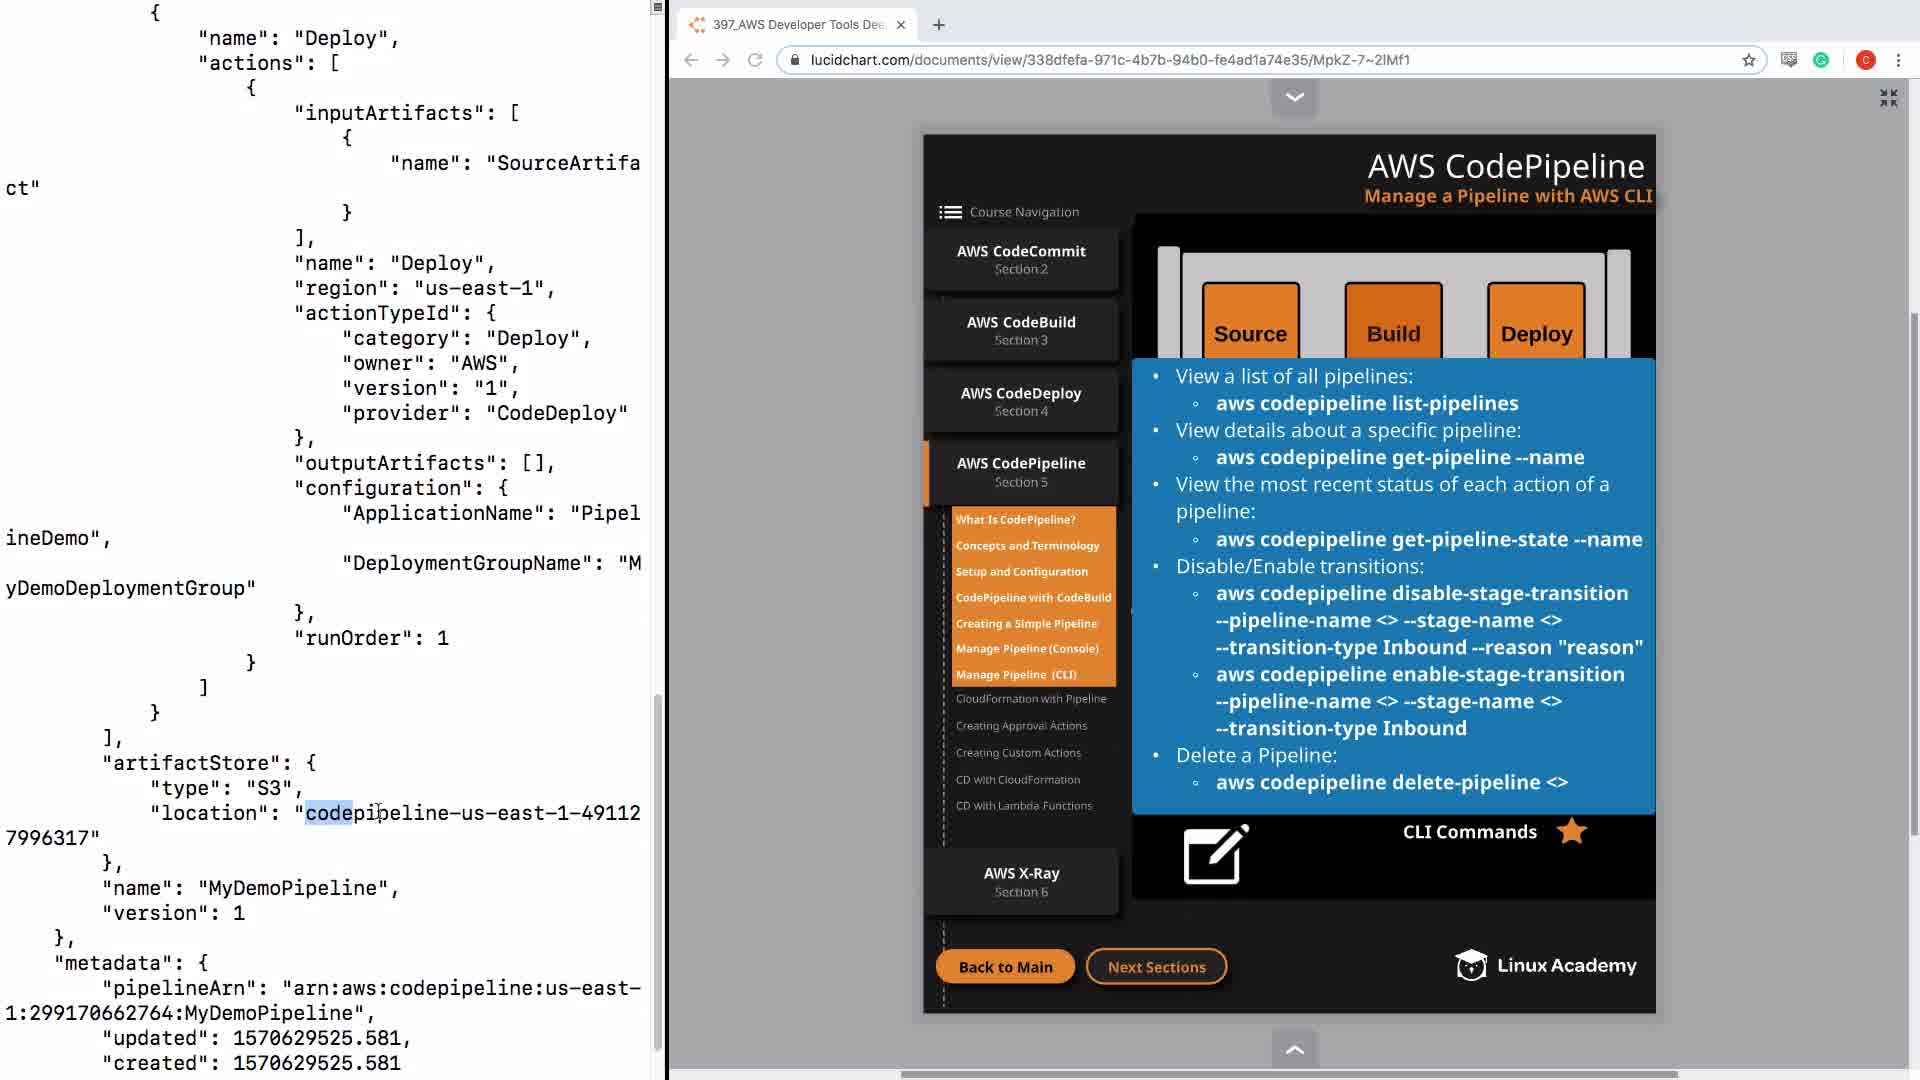 {
"name": "Deploy",
"actions": [
{
"inputArtifacts": [
{
"name": "SourceArtifa
ct"
}
],
"name": "Deploy",
"region": "us-east-1",
"actionTypeId": {
"category": "Deploy",
"owner": "AWS",
"version": "1",
"provider": "CodeDeploy"
},
"outputArtifacts": [],
"configuration": {
"ApplicationName": "Pipel
ineDemo",
"DeploymentGroupName": "M
yDemoDeploymentGroup"
},
"runOrder": 1
}
]
}
],
"artifactStore": {
"type": "S3",
"location": "codepipeline-us-east-1-49112
7996317"
},
"name": "MyDemoPipeline",
"version": 1
},
"metadata": {
"pipelineArn": "arn:aws:codepipeline:us-east-
1:299170662764:MyDemoPipeline",
"updated": 1570629525.581,
"created": 1570629525.581
397_AWS Developer Tools Dee
lucidchart.com/documents/view/338dfefa-971c-4b7b-94b0-fe4ad1a74e35/MpkZ-7~2lMf1
C
AWS CodePipeline
Manage a Pipeline with AWS CLI
Course Navigation
AWS CodeCommit
Section 2
AWS CodeBuild
Section 3
AWS CodeDeploy
Section 4
AWS CodePipeline
Section 5
What Is CodePipeline?
Concepts and Terminology
Setup and Configuration
CodePipeline with CodeBuild
Creating a Simple Pipeline
Manage Pipeline (Console)
Manage Pipeline (CLI)
CloudFormation with Pipeline
Creating Approval Actions
Creating Custom Actions
CD with CloudFormation
CD with Lambda Functions
AWS X-Ray
Section 6
Source
Build
Deploy
• View a list of all pipelines:
◦ aws codepipeline list-pipelines
• View details about a specific pipeline:
◦ aws codepipeline get-pipeline --name
• View the most recent status of each action of a
pipeline:
◦ aws codepipeline get-pipeline-state --name
• Disable/Enable transitions:
◦ aws codepipeline disable-stage-transition
--pipeline-name <> --stage-name <>
--transition-type Inbound --reason "reason"
◦ aws codepipeline enable-stage-transition
--pipeline-name <> --stage-name <>
--transition-type Inbound
• Delete a Pipeline:
◦ aws codepipeline delete-pipeline <>
CLI Commands
Back to Main
Next Sections
Linux Academy